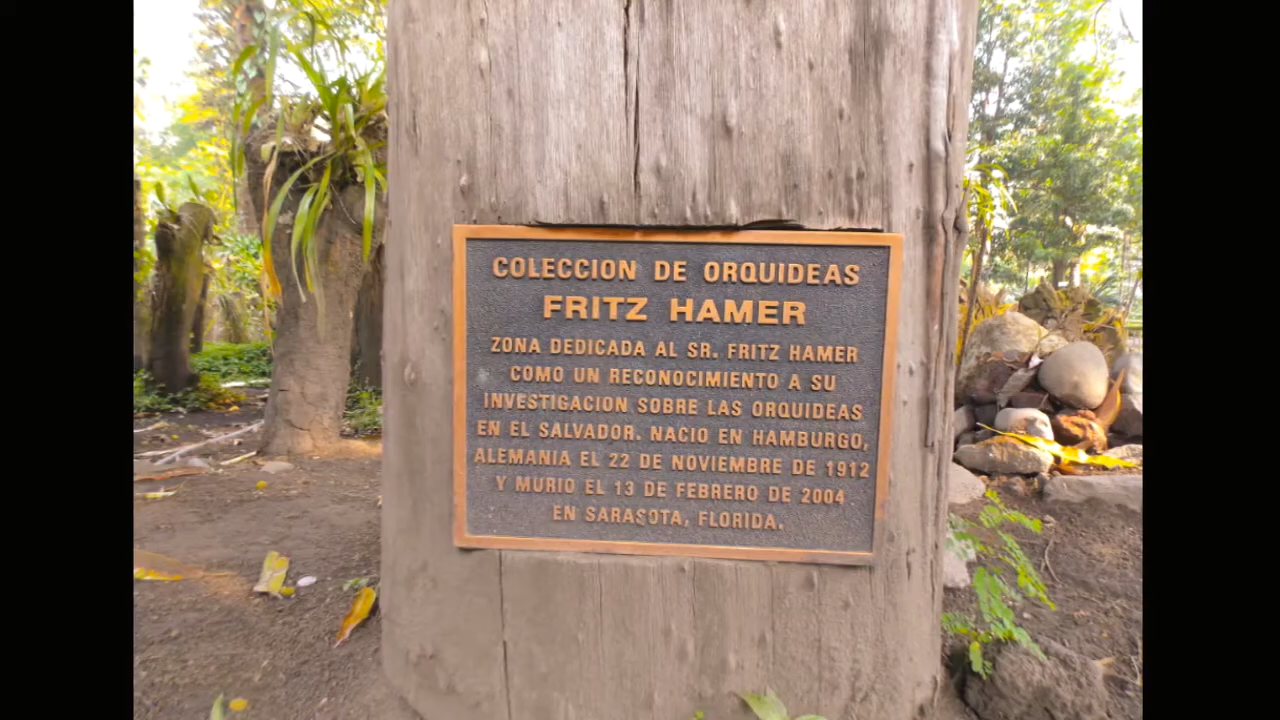 COLECCION DE ORQUIDEAS
FRITZ HAMER
ZONA DEDICADA AL SR. FRITZ HAMER
COMO UN RECONOCIMIENTO A SU
INVESTIGACION SOBRE LAS ORQUIDEAS
EN EL SALVADOR. NACIO EN HAMBURGO,
ALEMANIA EL 22 DE NOVIEMBRE DE 1912
Y MURIO EL 13 DE FEBRERO DE 2004
EN SARASOTA, FLORIDA.